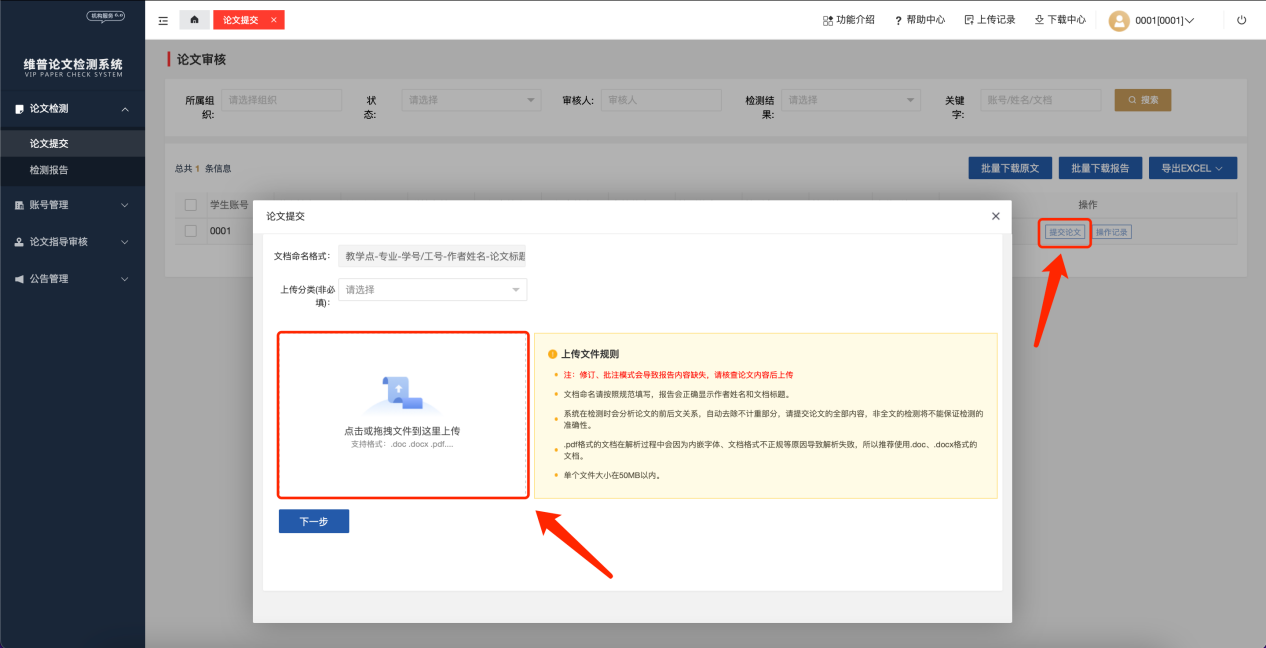 机构服务 6.0
论文提交 ×
功能介绍
? 帮助中心
上传记录
下载中心
0001[0001]
维普论文检测系统
VIP PAPER CHECK SYSTEM
论文检测
论文提交
检测报告
账号管理
论文指导审核
公告管理
论文审核
所属组
织:
请选择组织
状
态:
请选择
审核人:
审核人
检测结
果:
请选择
关键
字:
账号/姓名/文档
搜索
总共 1 条信息
批量下载原文
批量下载报告
导出EXCEL
学生账号
操作
0001
提交论文
操作记录
论文提交
×
文档命名格式:
教学点-专业-学号/工号-作者姓名-论文标题
上传分类(非必
填):
请选择
点击或拖拽文件到这里上传
支持格式: .doc .docx .pdf....
上传文件规则
注: 修订、批注模式会导致报告内容缺失，请核查论文内容后上传
文档命名请按照规范填写，报告会正确显示作者姓名和文档标题。
系统在检测时会分析论文的前后文关系，自动去除不计重部分，请提交论文的全部内容，非全文的检测将不能保证检测的
准确性。
.pdf格式的文档在解析过程中会因为内嵌字体、文档格式不正规等原因导致解析失败，所以推荐使用.doc、.docx格式的
文档。
单个文件大小在50MB以内。
下一步